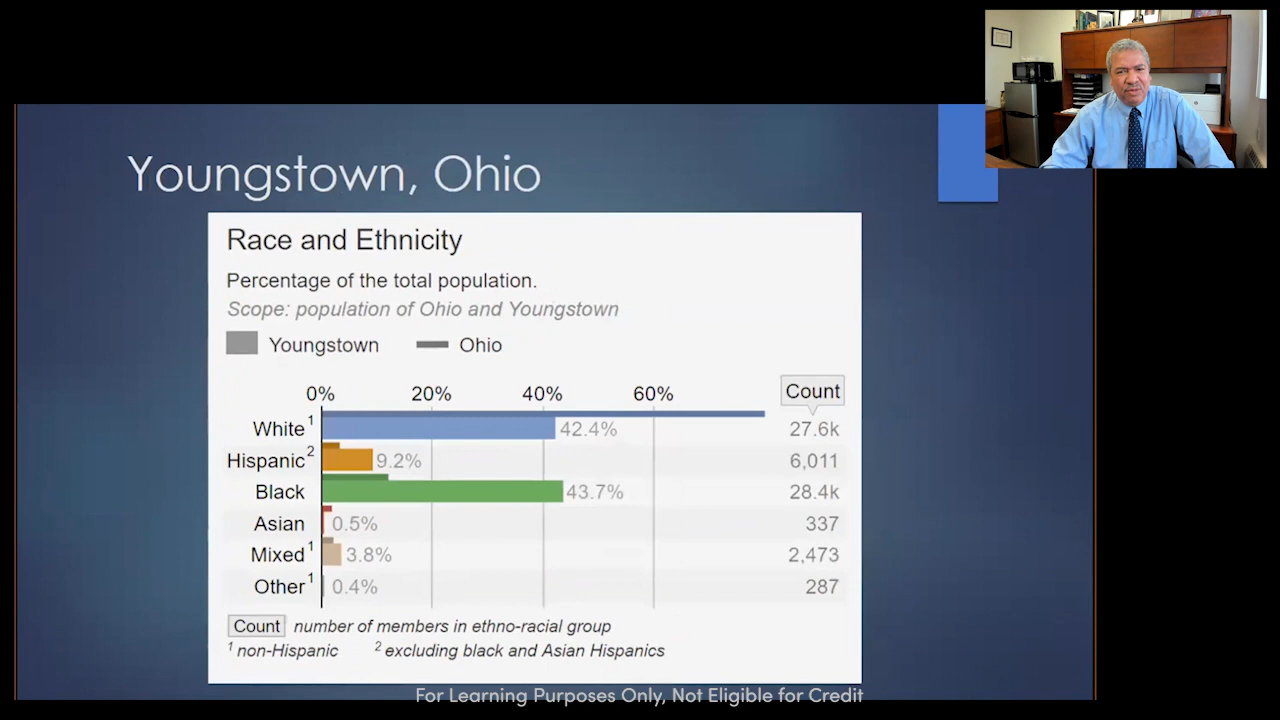 Youngstown, Ohio
Race and Ethnicity
Percentage of the total population.
Scope: population of Ohio and Youngstown
Youngstown Ohio
0% 20% 40% 60% Count
White¹ 42.4% 27.6k
Hispanic² 9.2% 6,011
Black 43.7% 28.4k
Asian 0.5% 337
Mixed¹ 3.8% 2,473
Other¹ 0.4% 287
Count number of members in ethno-racial group
¹ non-Hispanic ² excluding black and Asian Hispanics
For Learning Purposes Only, Not Eligible for Credit